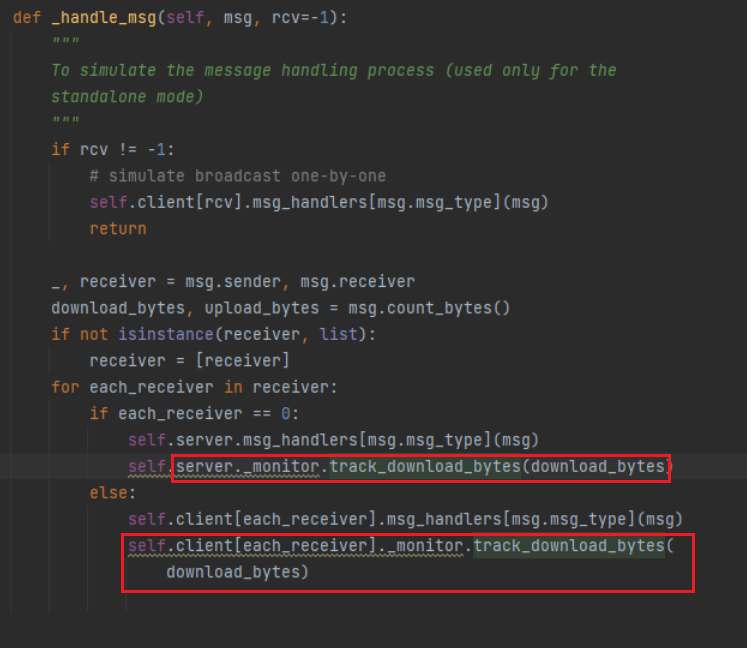 def _handle_msg(self, msg, rcv=-1):
"""
To simulate the message handling process (used only for the
standalone mode)
"""
if rcv != -1:
# simulate broadcast one-by-one
self.client[rcv].msg_handlers[msg.msg_type](msg)
return
_, receiver = msg.sender, msg.receiver
download_bytes, upload_bytes = msg.count_bytes()
if not isinstance(receiver, list):
receiver = [receiver]
for each_receiver in receiver:
if each_receiver == 0:
self.server.msg_handlers[msg.msg_type](msg)
self.server._monitor.track_download_bytes(download_bytes)
else:
self.client[each_receiver].msg_handlers[msg.msg_type](msg)
self.client[each_receiver]._monitor.track_download_bytes(
download_bytes)